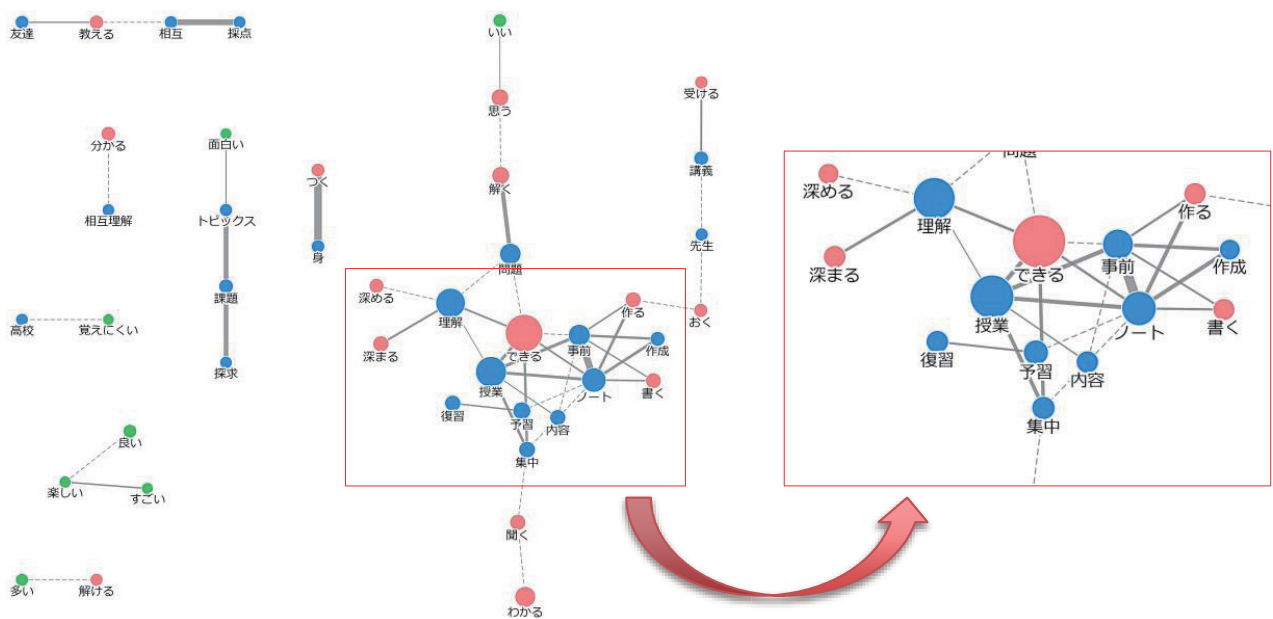 友達
教える
相互
採点
いい
思う
受ける
分かる
面白い
つく
解く
講義
相互理解
トピックス
身
先生
問題
課題
深める
理解
作る
おく
高校
覚えにくい
深まる
できる
事前
作成
探求
授業
ノート
書く
復習
予習
内容
集中
良い
楽しい
すごい
聞く
多い
解ける
わかる
問題
深める
理解
作る
深まる
できる
事前
作成
授業
ノート
書く
復習
予習
内容
集中